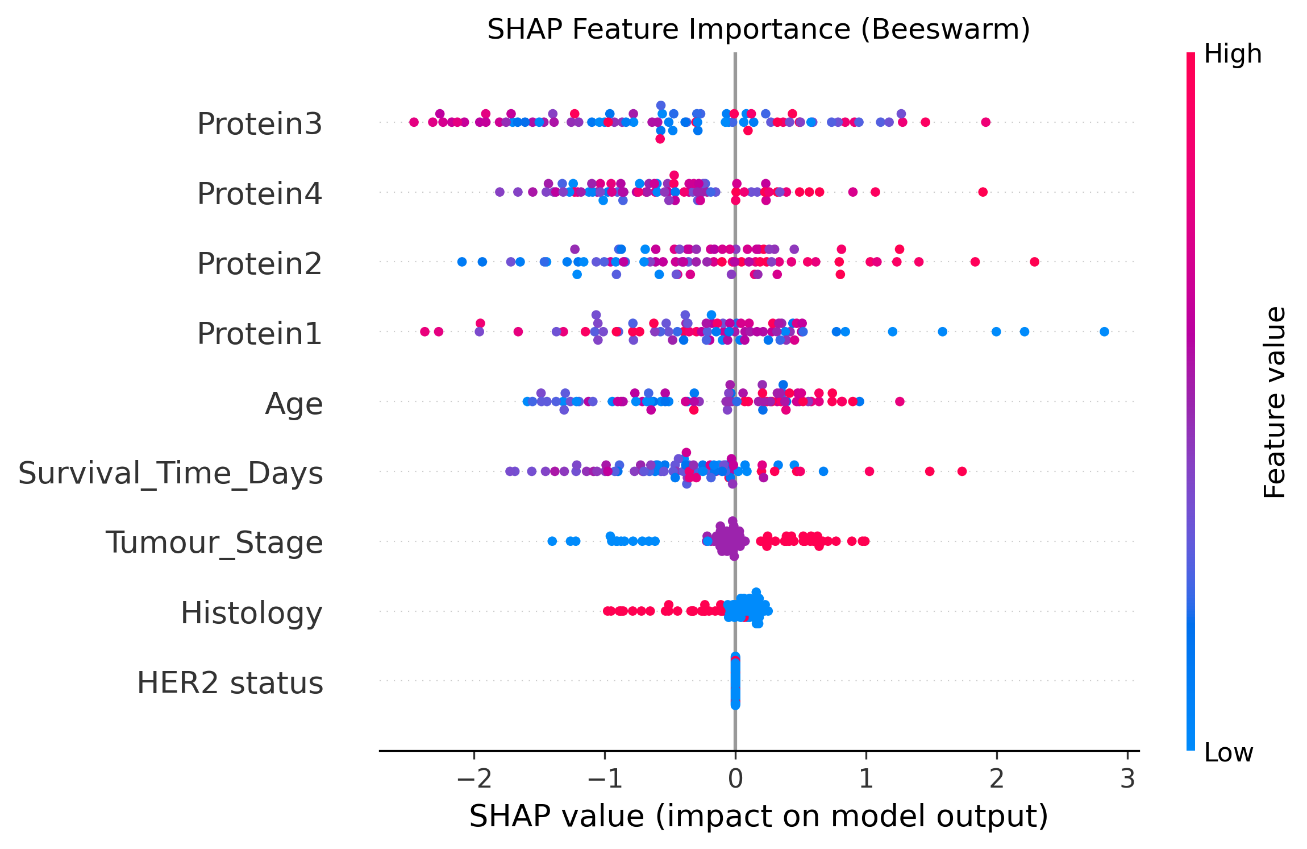 SHAP Feature Importance (Beeswarm)
High
Protein3
Protein4
Protein2
Protein1
Age
Survival_Time_Days
Tumour_Stage
Histology
HER2 status
Feature value
Low
−2 −1 0 1 2 3
SHAP value (impact on model output)